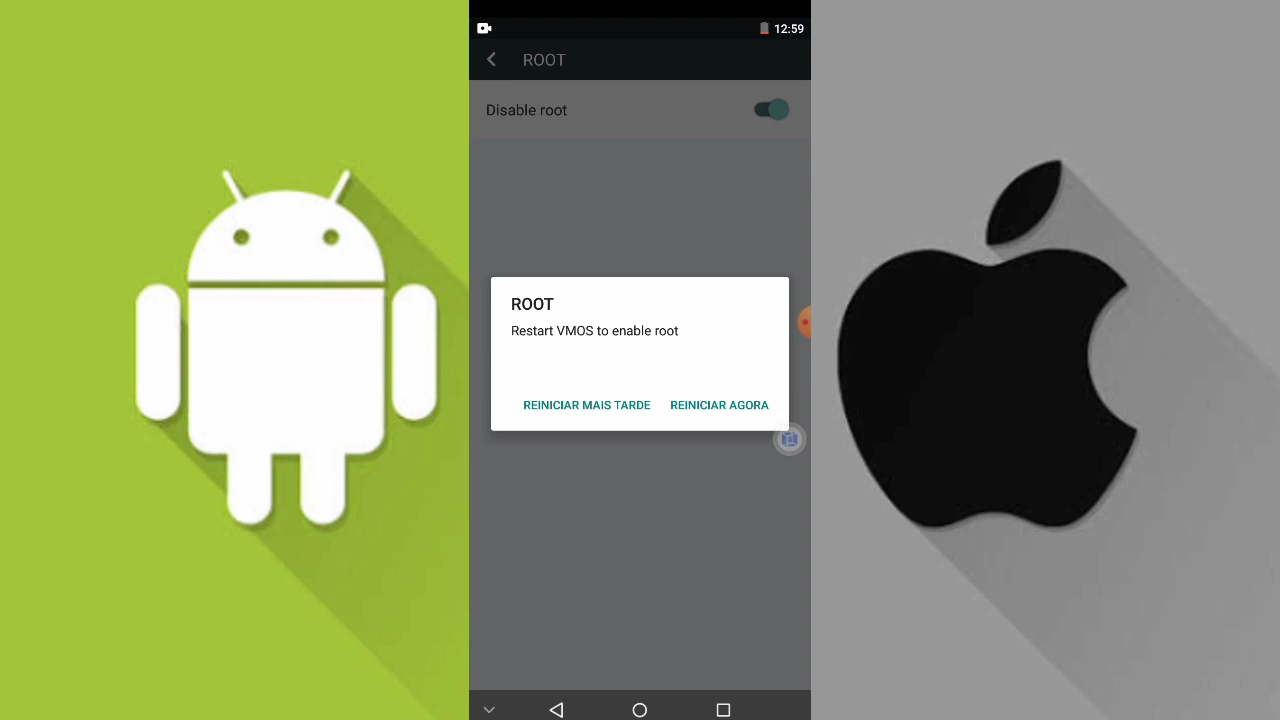 12:59
ROOT
Disable root
ROOT
Restart VMOS to enable root
REINICIAR MAIS TARDE REINICIAR AGORA